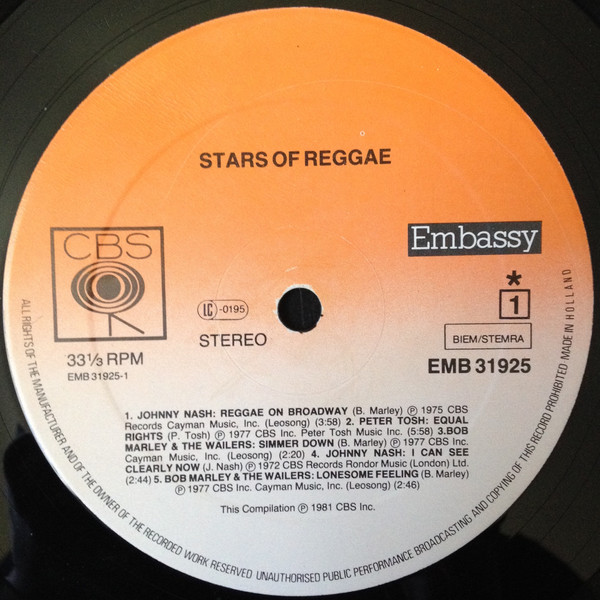 STARS OF REGGAE
CBS
Embassy
LC -0195
*
1
STEREO
BIEM/STEMRA
33⅓ RPM
EMB 31925-1
EMB 31925
1. JOHNNY NASH: REGGAE ON BROADWAY (B. Marley) Ⓟ 1975 CBS
Records Cayman Music, Inc. (Leosong) (3:58) 2. PETER TOSH: EQUAL
RIGHTS (P. Tosh) Ⓟ 1977 CBS Inc. Peter Tosh Music Inc. (5:58) 3.BOB
MARLEY & THE WAILERS: SIMMER DOWN (B. Marley) Ⓟ 1977 CBS Inc.
Cayman Music, Inc. (Leosong) (2:20) 4. JOHNNY NASH: I CAN SEE
CLEARLY NOW (J. Nash) Ⓟ 1972 CBS Records Rondor Music (London) Ltd.
(2:44) 5. BOB MARLEY & THE WAILERS: LONESOME FEELING (B. Marley)
Ⓟ 1977 CBS Inc. Cayman Music, Inc. (Leosong) (2:46)
This Compilation Ⓟ 1981 CBS Inc.
ALL RIGHTS OF THE MANUFACTURER AND OF THE OWNER OF THE RECORDED WORK RESERVED UNAUTHORISED PUBLIC PERFORMANCE BROADCASTING AND COPYING OF THIS RECORD PROHIBITED MADE IN HOLLAND